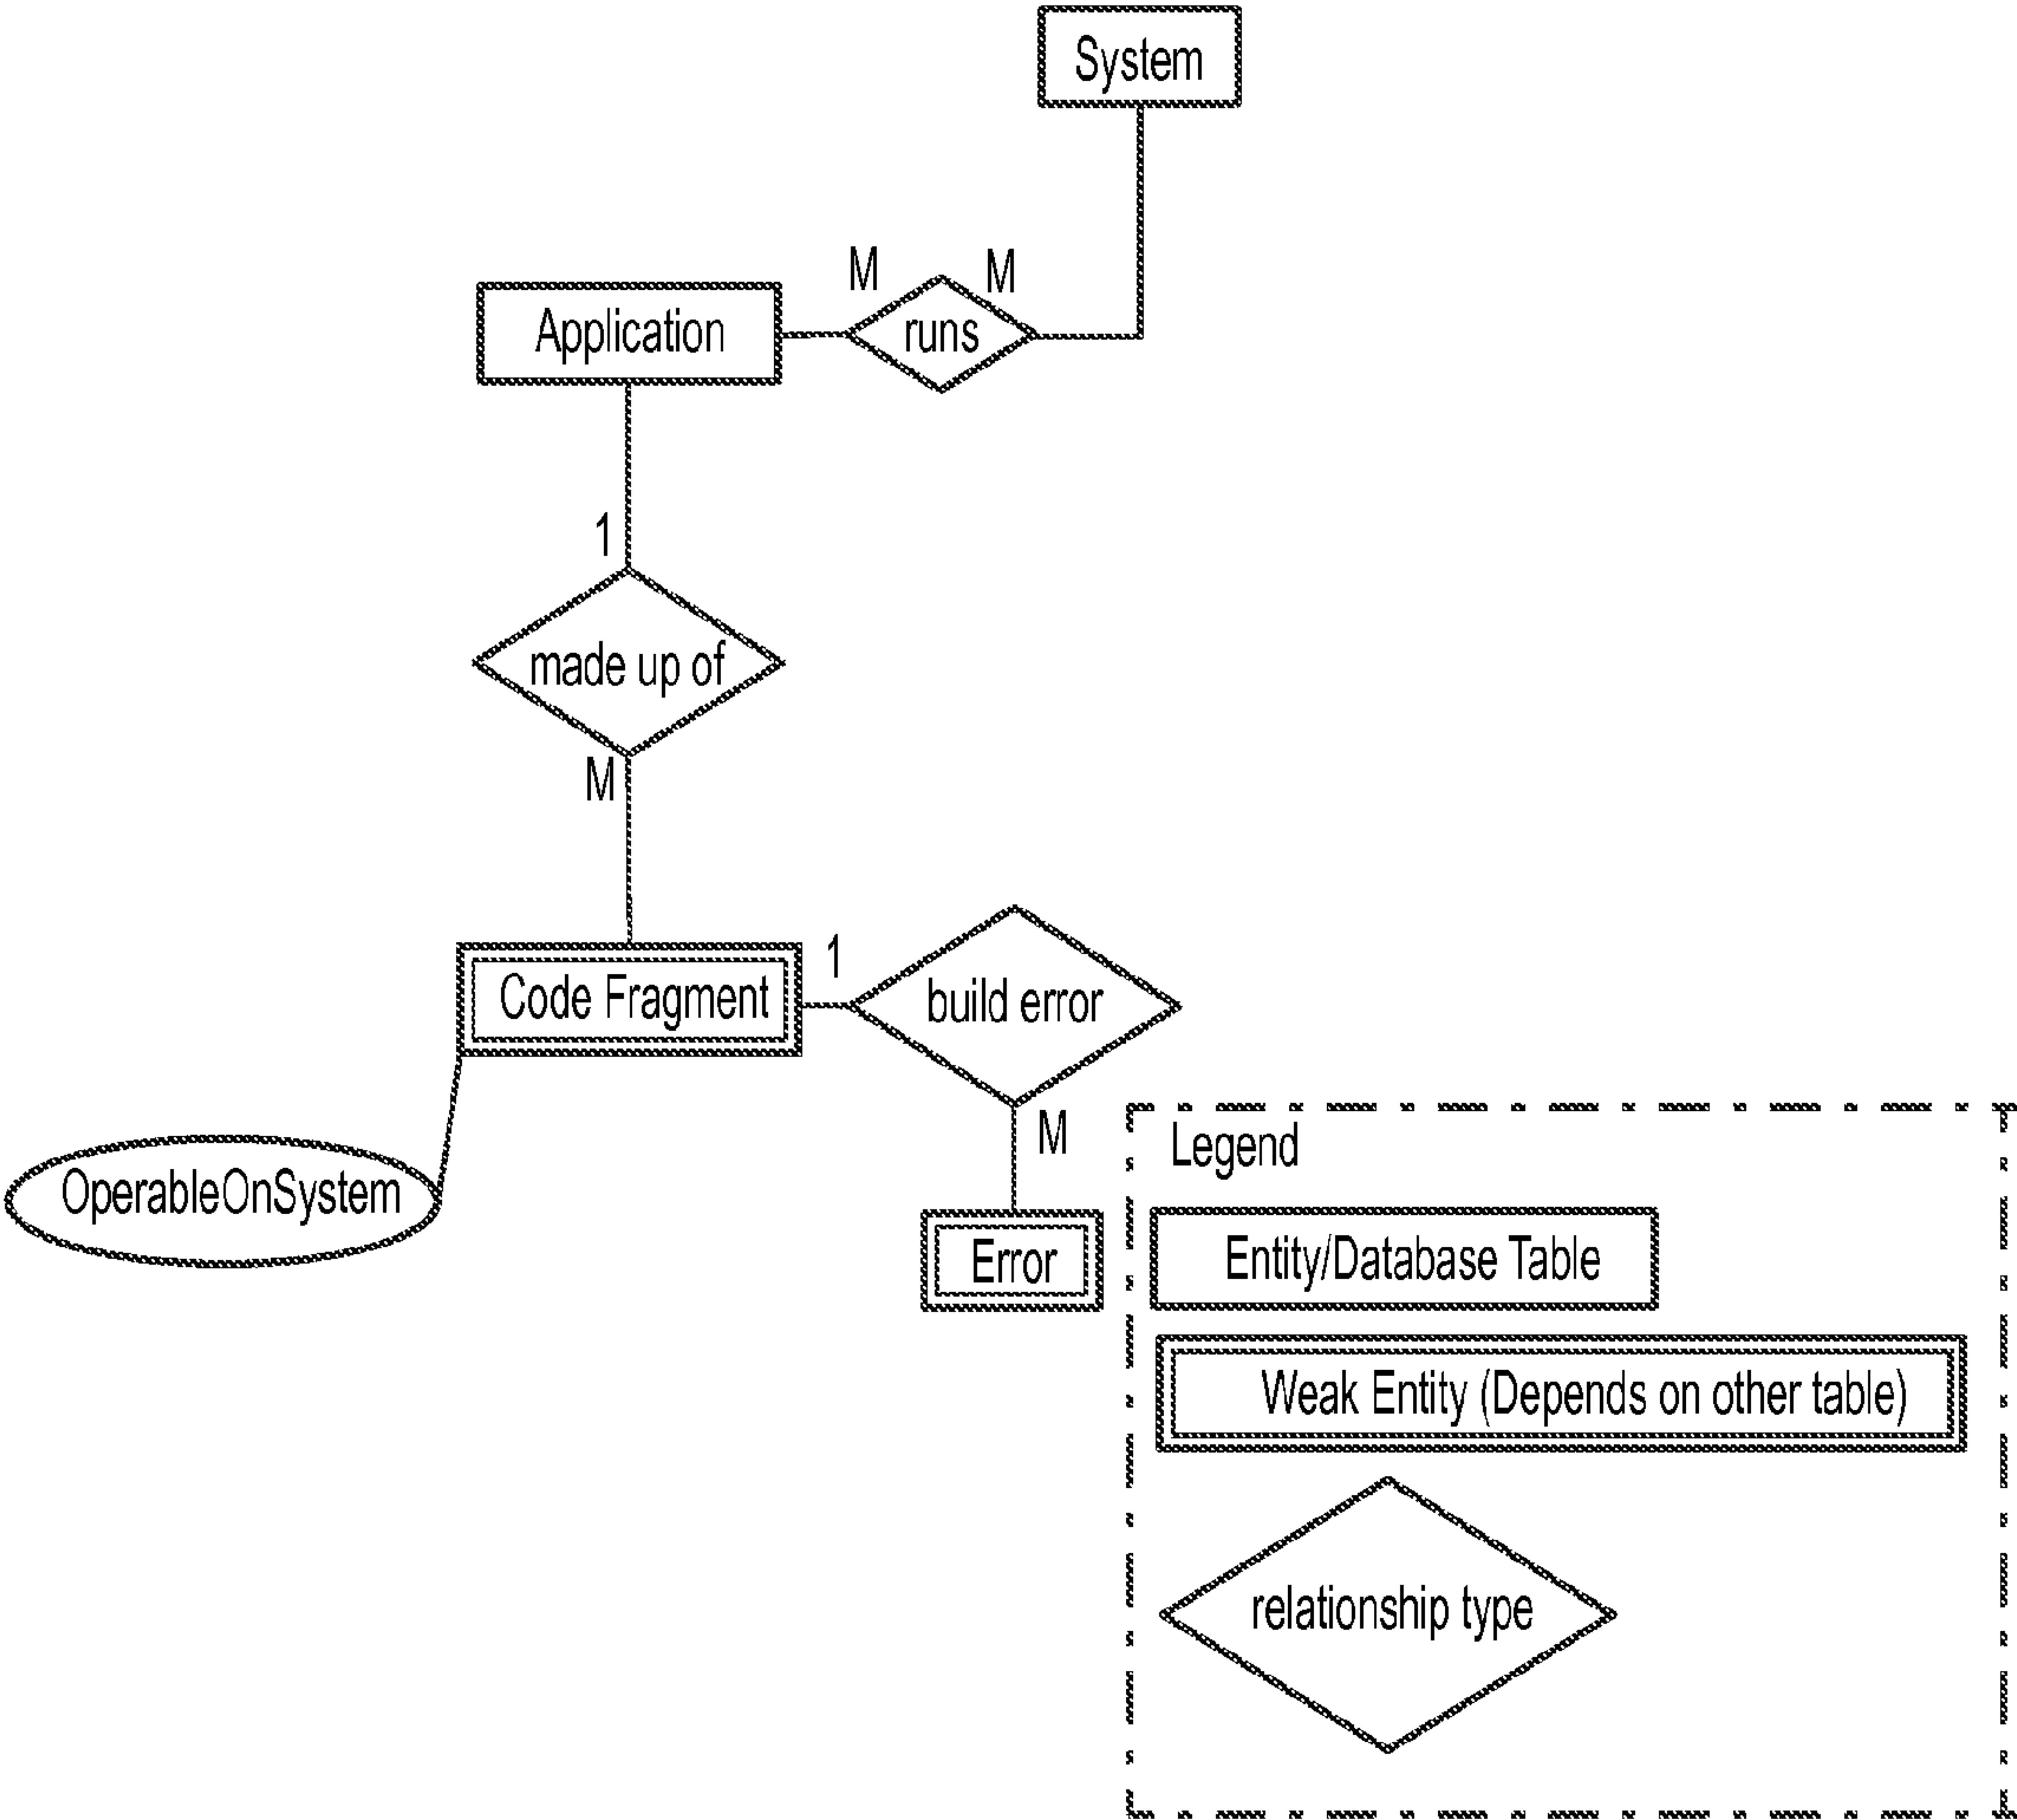 System
M
M
Application
runs
1
made up of
M
1
Code Fragment
build error
M
Legend
OperableOnSystem
Error
Entity/Database Table
Weak Entity (Depends on other table)
relationship type